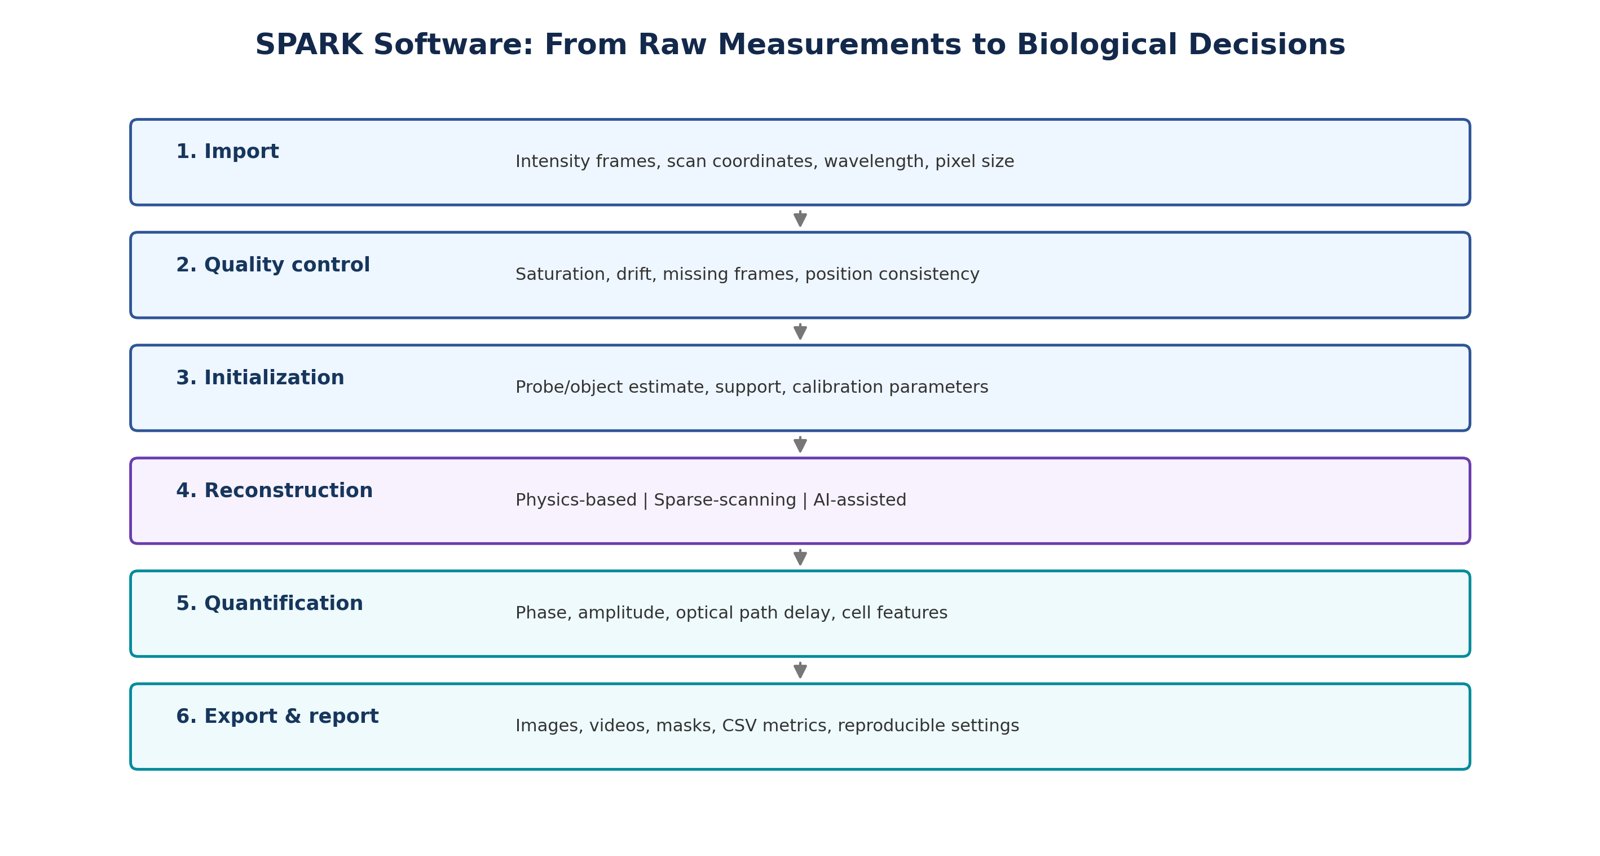 SPARK Software: From Raw Measurements to Biological Decisions
1. Import
Intensity frames, scan coordinates, wavelength, pixel size
2. Quality control
Saturation, drift, missing frames, position consistency
3. Initialization
Probe/object estimate, support, calibration parameters
4. Reconstruction
Physics-based | Sparse-scanning | AI-assisted
5. Quantification
Phase, amplitude, optical path delay, cell features
6. Export & report
Images, videos, masks, CSV metrics, reproducible settings